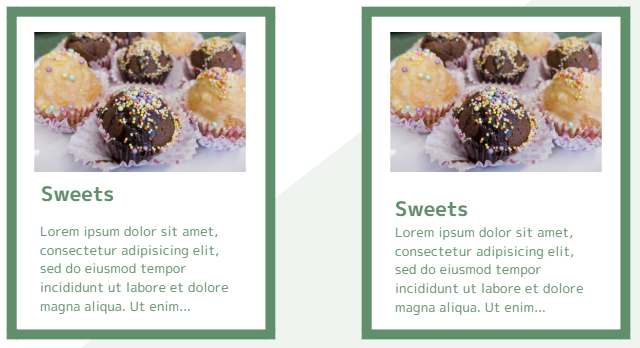 Sweets
Lorem ipsum dolor sit amet,
consectetur adipisicing elit,
sed do eiusmod tempor
incididunt ut labore et dolore
magna aliqua. Ut enim...
Sweets
Lorem ipsum dolor sit amet,
consectetur adipisicing elit,
sed do eiusmod tempor
incididunt ut labore et dolore
magna aliqua. Ut enim...